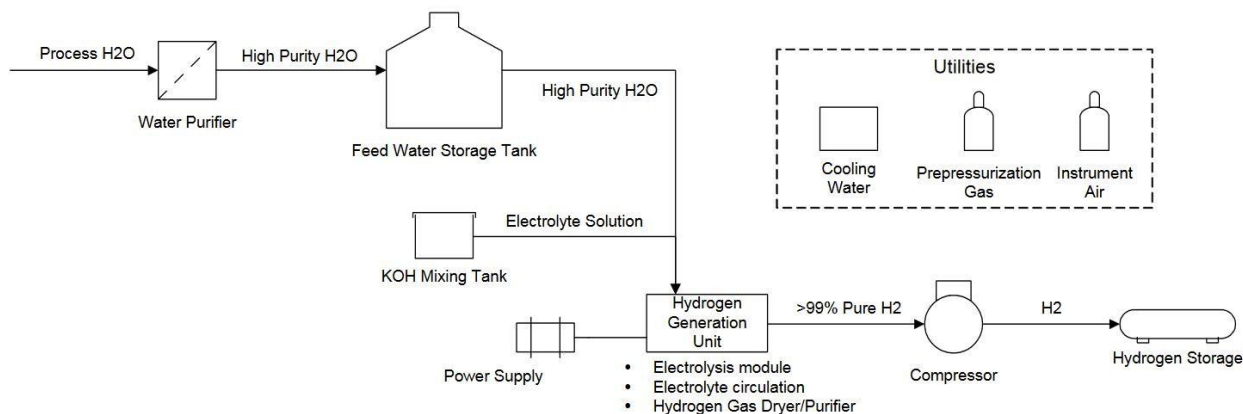 Process H2O
High Purity H2O
Water Purifier
Feed Water Storage Tank
High Purity H2O
Utilities
Cooling
Water
Prepressurization
Gas
Instrument
Air
Electrolyte Solution
KOH Mixing Tank
Power Supply
Hydrogen
Generation
Unit
• Electrolysis module
• Electrolyte circulation
• Hydrogen Gas Dryer/Purifier
>99% Pure H2
Compressor
H2
Hydrogen Storage